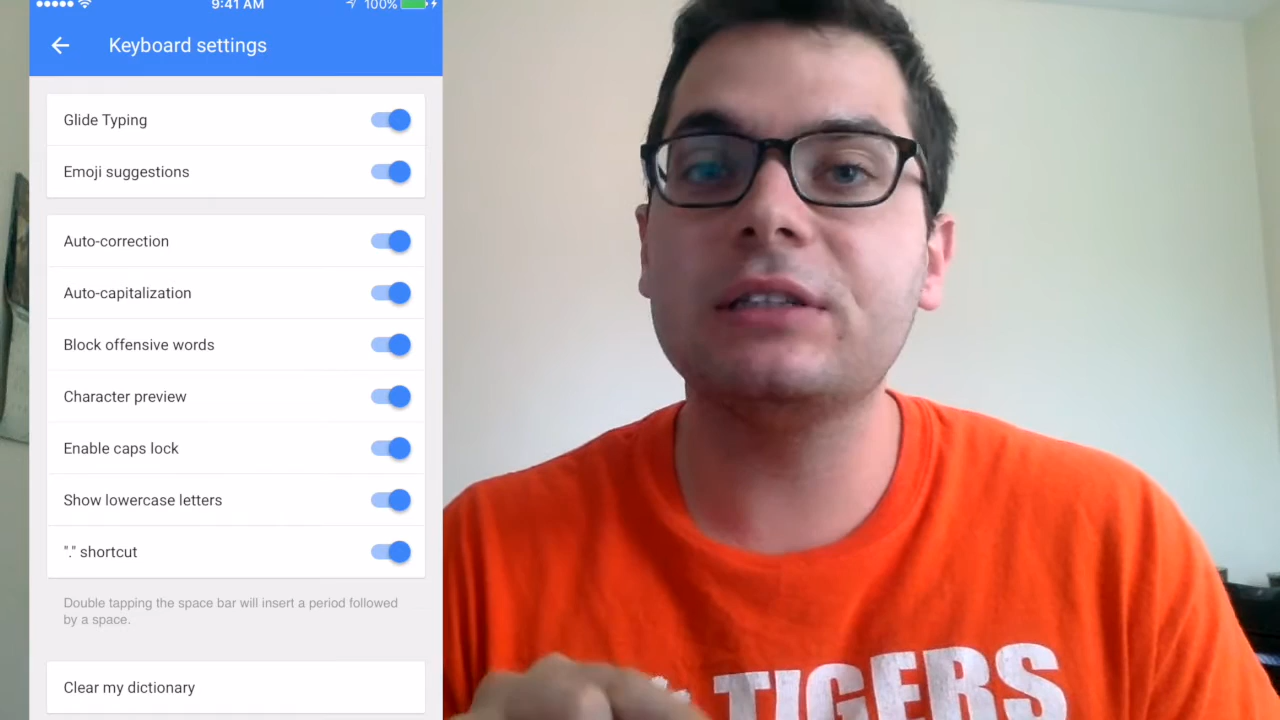 9:41 AM
100%
Keyboard settings
Glide Typing
Emoji suggestions
Auto-correction
Auto-capitalization
Block offensive words
Character preview
Enable caps lock
Show lowercase letters
"." shortcut
Double tapping the space bar will insert a period followed
by a space.
Clear my dictionary
TIGERS